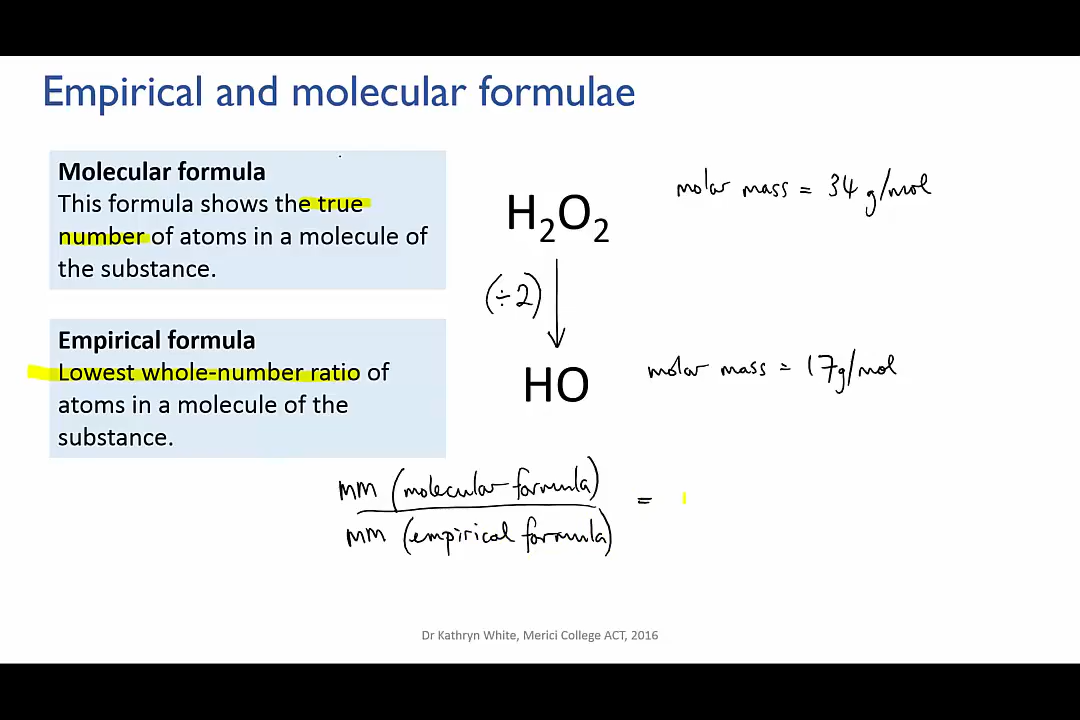 Empirical and molecular formulae
Molecular formula
This formula shows the true
number of atoms in a molecule of
the substance.
H₂O₂
molar mass = 34 g/mol
(÷2)
Empirical formula
Lowest whole-number ratio of
atoms in a molecule of the
substance.
HO
molar mass = 17g/mol
MM (molecular formula)
=
MM (empirical formula)
Dr Kathryn White, Merici College ACT, 2016